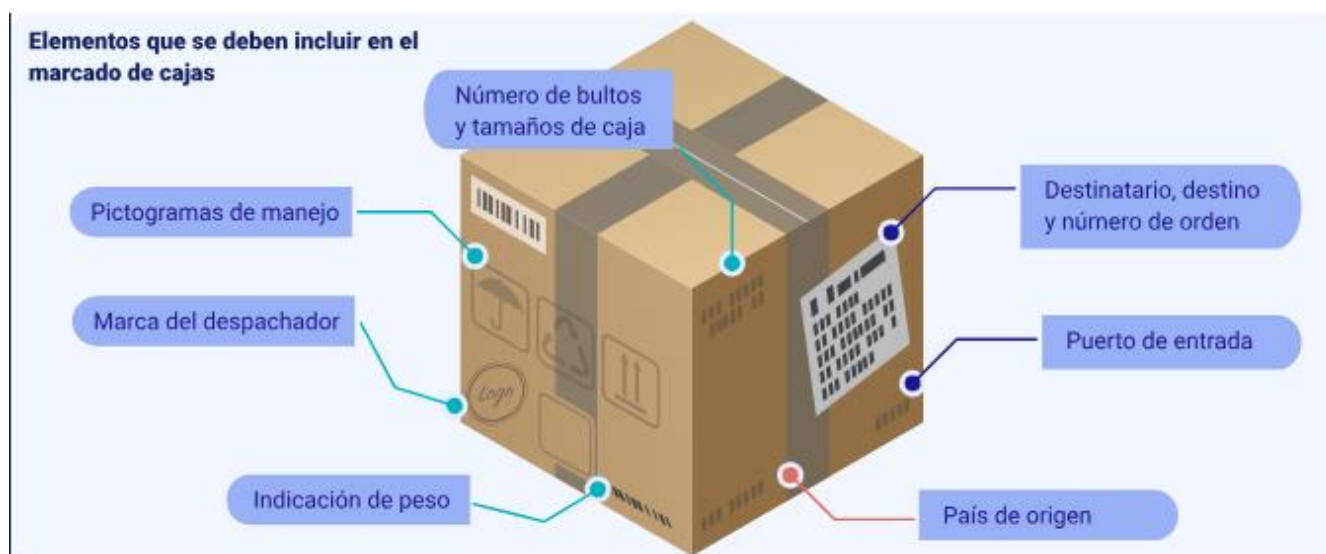 Elementos que se deben incluir en el
marcado de cajas
Número de bultos
y tamaños de caja
Pictogramas de manejo
Destinatario, destino
y número de orden
Marca del despachador
Puerto de entrada
Logo
Indicación de peso
País de origen